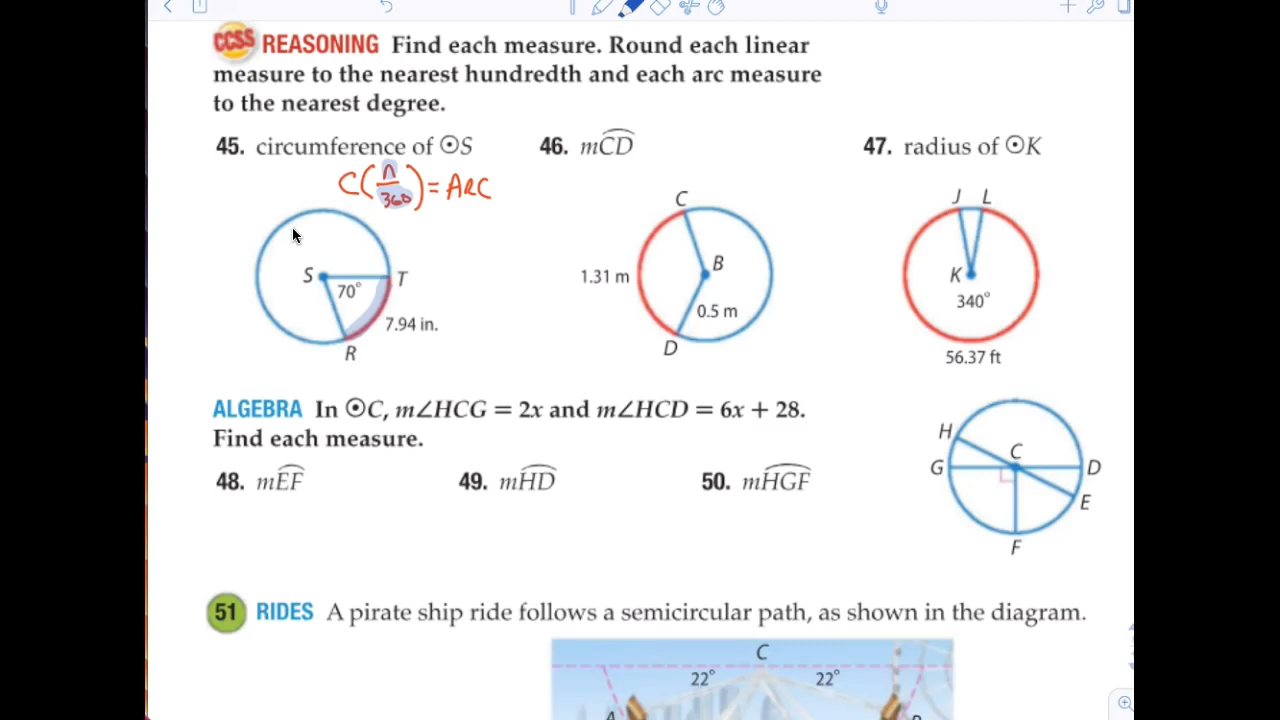 CCSS REASONING Find each measure. Round each linear
measure to the nearest hundredth and each arc measure
to the nearest degree.
45. circumference of ⊙S
46. mCD
47. radius of ⊙K
C(n/360) = ARC
S
70°
T
7.94 in.
R
C
B
1.31 m
0.5 m
D
J L
K
340°
56.37 ft
ALGEBRA In ⊙C, m∠HCG = 2x and m∠HCD = 6x + 28.
Find each measure.
48. mEF
49. mHD
50. mHGF
H
C
G
D
E
F
51 RIDES A pirate ship ride follows a semicircular path, as shown in the diagram.
C
22° 22°